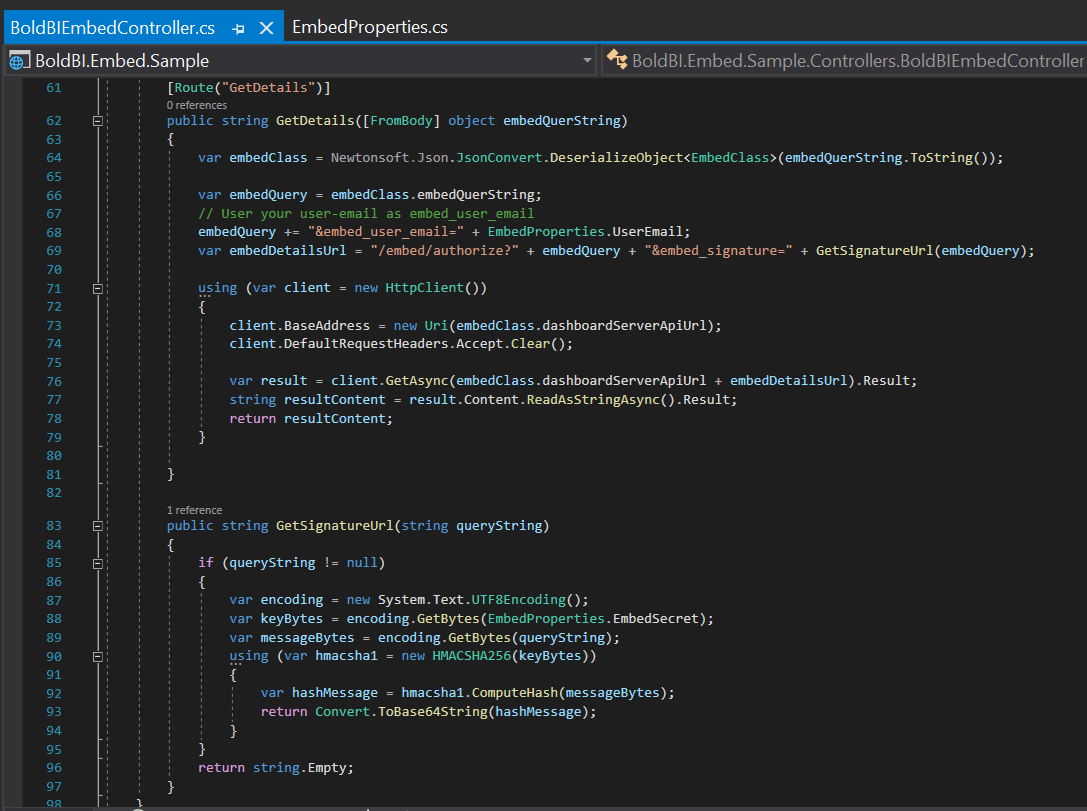 BoldBIEmbedController.cs EmbedProperties.cs
BoldBI.Embed.Sample BoldBI.Embed.Sample.Controllers.BoldBIEmbedController
61 [Route("GetDetails")]
0 references
62 public string GetDetails([FromBody] object embedQuerString)
63 {
64 var embedClass = Newtonsoft.Json.JsonConvert.DeserializeObject<EmbedClass>(embedQuerString.ToString());
65
66 var embedQuery = embedClass.embedQuerString;
67 // User your user-email as embed_user_email
68 embedQuery += "&embed_user_email=" + EmbedProperties.UserEmail;
69 var embedDetailsUrl = "/embed/authorize?" + embedQuery + "&embed_signature=" + GetSignatureUrl(embedQuery);
70
71 using (var client = new HttpClient())
72 {
73 client.BaseAddress = new Uri(embedClass.dashboardServerApiUrl);
74 client.DefaultRequestHeaders.Accept.Clear();
75
76 var result = client.GetAsync(embedClass.dashboardServerApiUrl + embedDetailsUrl).Result;
77 string resultContent = result.Content.ReadAsStringAsync().Result;
78 return resultContent;
79 }
80
81 }
82
1 reference
83 public string GetSignatureUrl(string queryString)
84 {
85 if (queryString != null)
86 {
87 var encoding = new System.Text.UTF8Encoding();
88 var keyBytes = encoding.GetBytes(EmbedProperties.EmbedSecret);
89 var messageBytes = encoding.GetBytes(queryString);
90 using (var hmacsha1 = new HMACSHA256(keyBytes))
91 {
92 var hashMessage = hmacsha1.ComputeHash(messageBytes);
93 return Convert.ToBase64String(hashMessage);
94 }
95 }
96 return string.Empty;
97 }
98 }